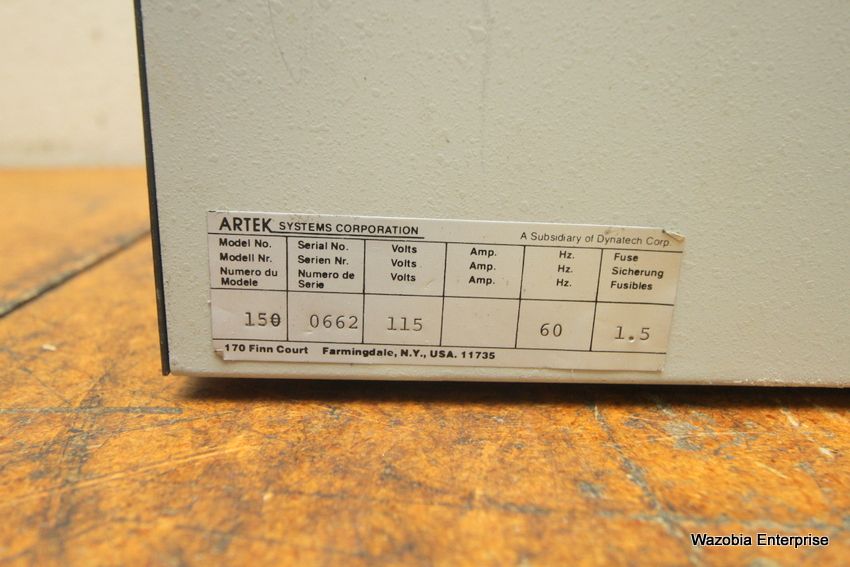 ARTEK SYSTEMS CORPORATION A Subsidiary of Dynatech Corp.
Model No. Serial No. Volts Amp. Hz. Fuse
Modell Nr. Serien Nr. Volts Amp. Hz. Sicherung
Numero du Modele Numero de Serie Volts Amp. Hz. Fusibles
150 0662 115 60 1.5
170 Finn Court Farmingdale, N.Y., USA. 11735
Wazobia Enterprise